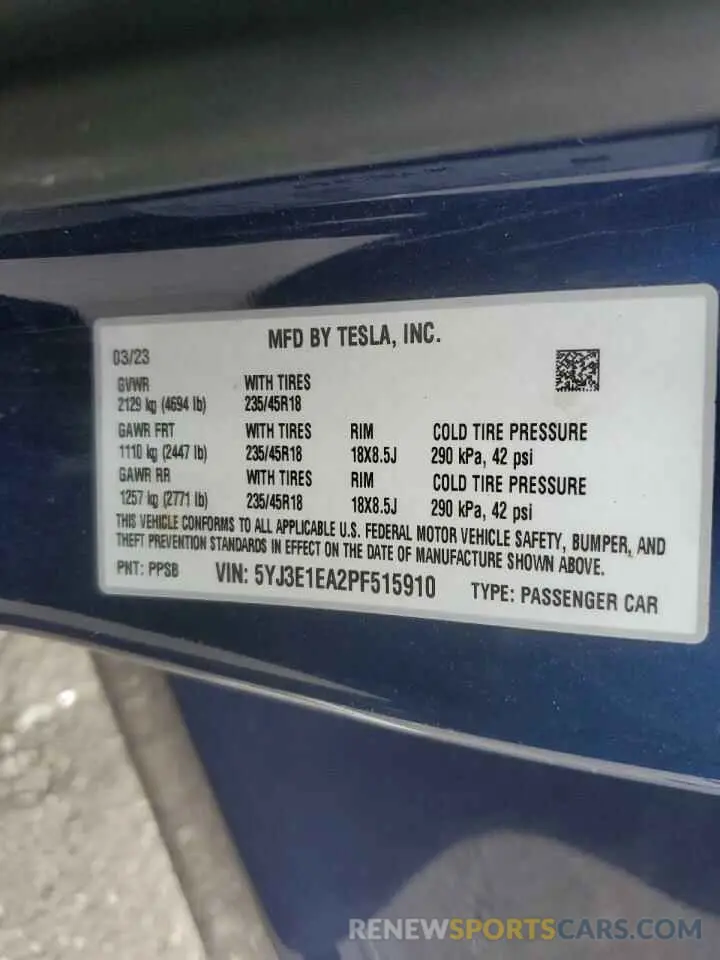 MFD BY TESLA, INC.
03/23
GVWR WITH TIRES
2129 kg (4694 lb) 235/45R18
GAWR FRT WITH TIRES RIM COLD TIRE PRESSURE
1110 kg (2447 lb) 235/45R18 18X8.5J 290 kPa, 42 psi
GAWR RR WITH TIRES RIM COLD TIRE PRESSURE
1257 kg (2771 lb) 235/45R18 18X8.5J 290 kPa, 42 psi
THIS VEHICLE CONFORMS TO ALL APPLICABLE U.S. FEDERAL MOTOR VEHICLE SAFETY, BUMPER, AND
THEFT PREVENTION STANDARDS IN EFFECT ON THE DATE OF MANUFACTURE SHOWN ABOVE.
PNT: PPSB VIN: 5YJ3E1EA2PF515910 TYPE: PASSENGER CAR
RENEWSPORTSCARS.COM